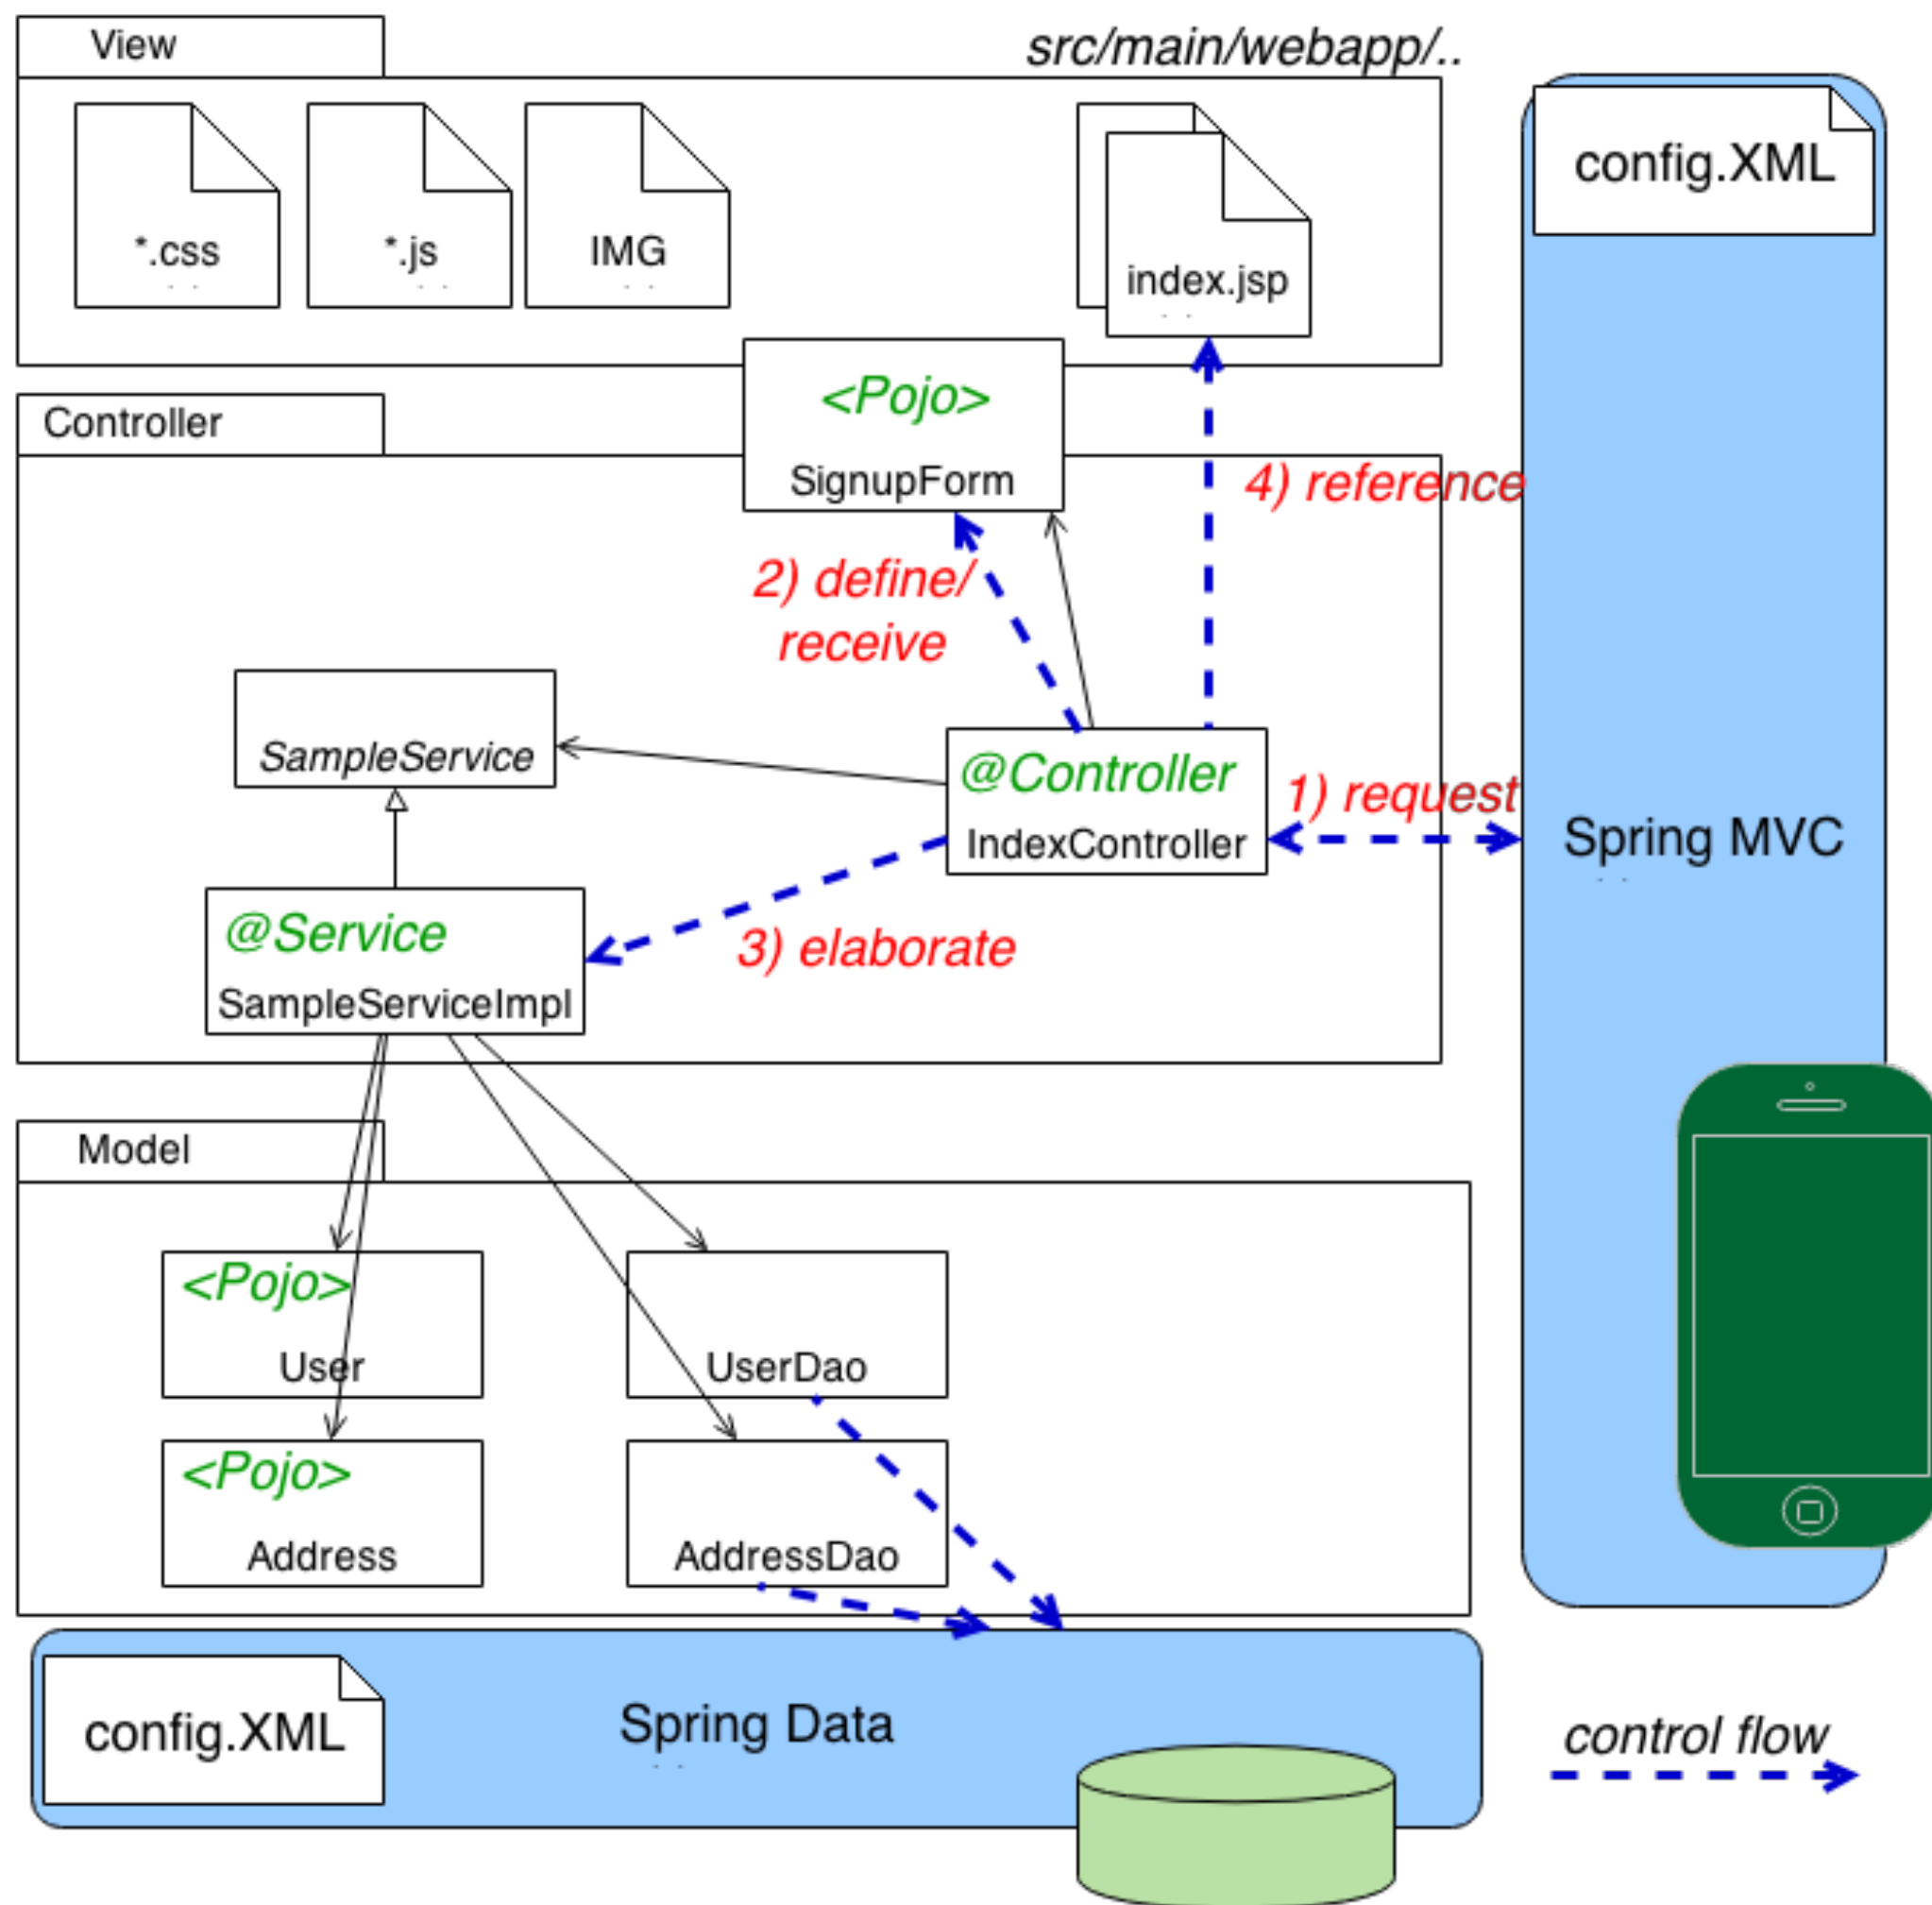 View
src/main/webapp/..
config.XML
*.css
*.js
IMG
index.jsp
<Pojo>
SignupForm
Controller
4) reference
2) define/
receive
SampleService
@Controller
IndexController
1) request
Spring MVC
@Service
SampleServiceImpl
3) elaborate
Model
<Pojo>
User
UserDao
<Pojo>
Address
AddressDao
config.XML
Spring Data
control flow